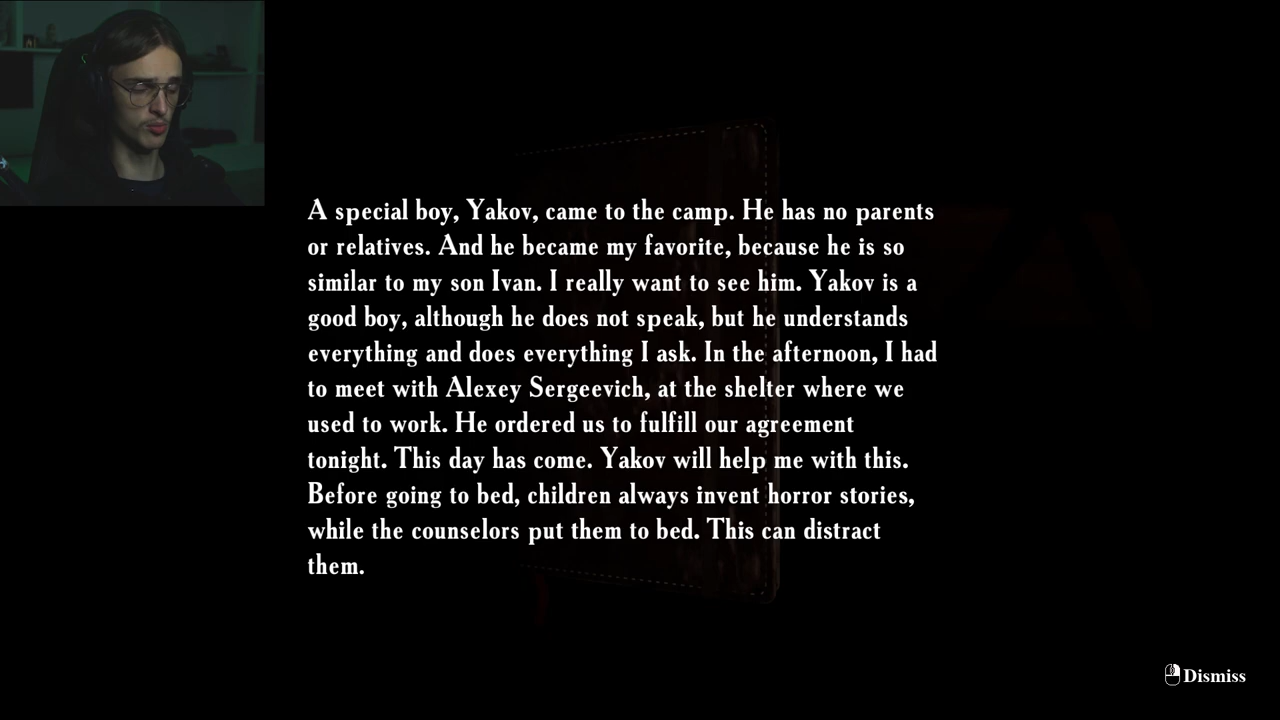 A special boy, Yakov, came to the camp. He has no parents
or relatives. And he became my favorite, because he is so
similar to my son Ivan. I really want to see him. Yakov is a
good boy, although he does not speak, but he understands
everything and does everything I ask. In the afternoon, I had
to meet with Alexey Sergeevich, at the shelter where we
used to work. He ordered us to fulfill our agreement
tonight. This day has come. Yakov will help me with this.
Before going to bed, children always invent horror stories,
while the counselors put them to bed. This can distract
them.
Dismiss